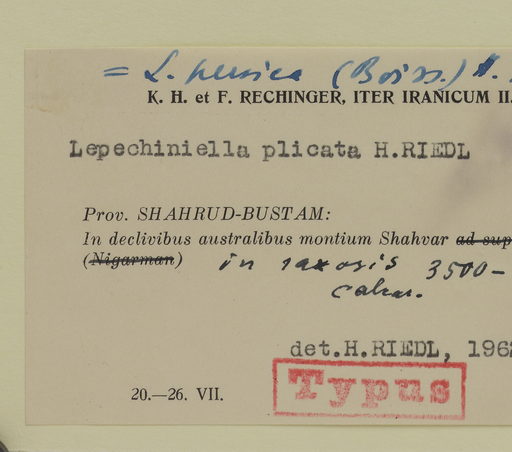 = L. persica (Boiss.)
K. H. et F. RECHINGER, ITER IRANICUM II.
Lepechiniella plicata H.RIEDL
Prov. SHAHRUD-BUSTAM:
In declivibus australibus montium Shahvar ad sup
(Nigarman) in saxosis 3500-
calcar.
det.H.RIEDL, 196
Typus
20.—26. VII.